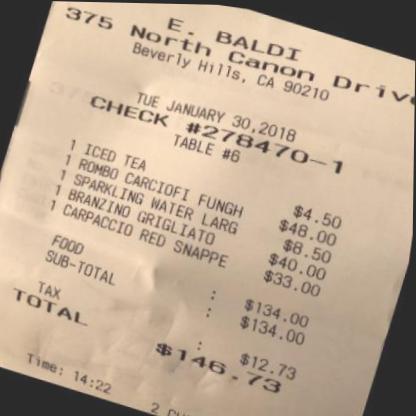 E. BALDI
375 North Canon Drive
Beverly Hills, CA 90210
TUE JANUARY 30,2018
CHECK #278470-1
TABLE #6
1 ICED TEA $4.50
1 ROMBO CARCIOFI FUNGH $48.00
1 SPARKLING WATER LARG $8.50
1 BRANZINO GRIGLIATO $40.00
1 CARPACCIO RED SNAPPE $33.00
FOOD : $134.00
SUB-TOTAL : $134.00
TAX : $12.73
TOTAL $146.73
Time: 14:22